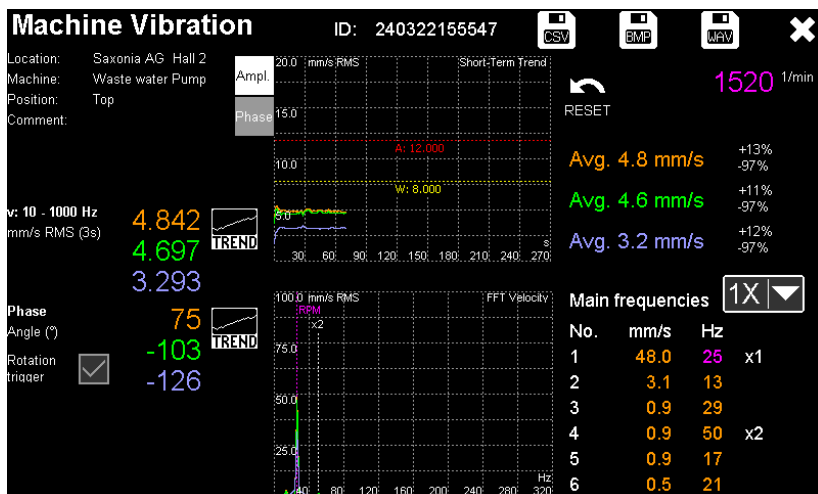 Machine Vibration
ID: 240322155547
CSV
BMP
WAV
Location: Saxonia AG Hall 2
Machine: Waste water Pump
Position: Top
Comment:
Ampl.
Phase
20.0 mm/s RMS Short-Term Trend
15.0
A: 12.000
10.0
W: 8.000
5.0
s
30 60 90 120 150 180 210 240 270
RESET
1520 1/min
Avg. 4.8 mm/s +13% -97%
Avg. 4.6 mm/s +11% -97%
Avg. 3.2 mm/s +12% -97%
v: 10 - 1000 Hz
mm/s RMS (3s)
4.842
4.697
3.293
TREND
Phase
Angle (°)
75
-103
-126
TREND
Rotation
trigger
100.0 mm/s RMS FFT Velocity
RPM
x2
75.0
50.0
25.0
Hz
40 80 120 160 200 240 280 320
Main frequencies 1X
No. mm/s Hz
1 48.0 25 x1
2 3.1 13
3 0.9 29
4 0.9 50 x2
5 0.9 17
6 0.5 21